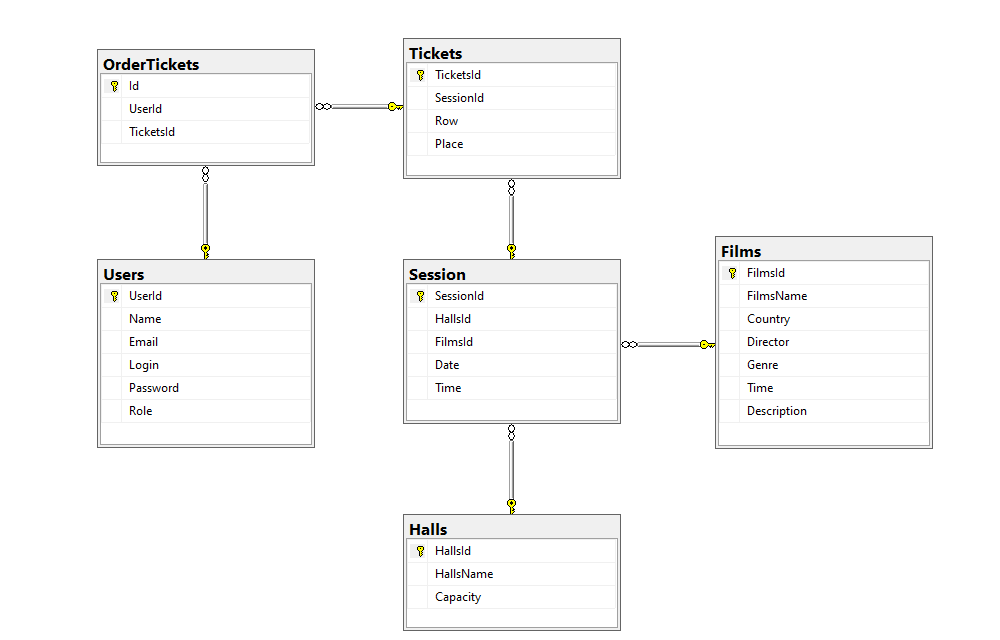 OrderTickets
Id
UserId
TicketsId
Tickets
TicketsId
SessionId
Row
Place
Users
UserId
Name
Email
Login
Password
Role
Session
SessionId
HallsId
FilmsId
Date
Time
Films
FilmsId
FilmsName
Country
Director
Genre
Time
Description
Halls
HallsId
HallsName
Capacity